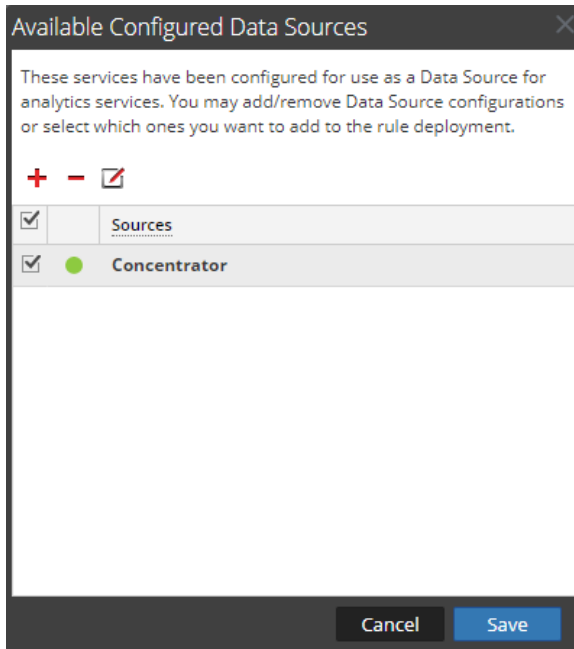 Available Configured Data Sources
These services have been configured for use as a Data Source for
analytics services. You may add/remove Data Source configurations
or select which ones you want to add to the rule deployment.
Sources
Concentrator
Cancel Save